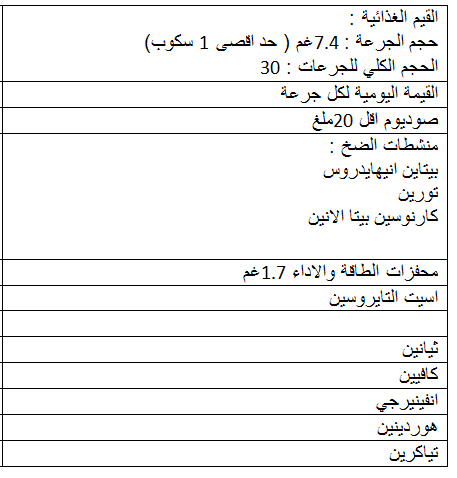 القيم الغذائية :
حجم الجرعة : 7.4غم ( حد اقصى 1 سكوب)
الحجم الكلي للجرعات : 30
القيمة اليومية لكل جرعة
صوديوم اقل 20ملغ
منشطات الضخ :
بيتاين انيهايدروس
تورين
كارنوسين بيتا الانين
محفزات الطاقة والاداء 1.7غم
اسيت التايروسين
ثيانين
كافيين
انفينيرجي
هوردينين
تياكرين